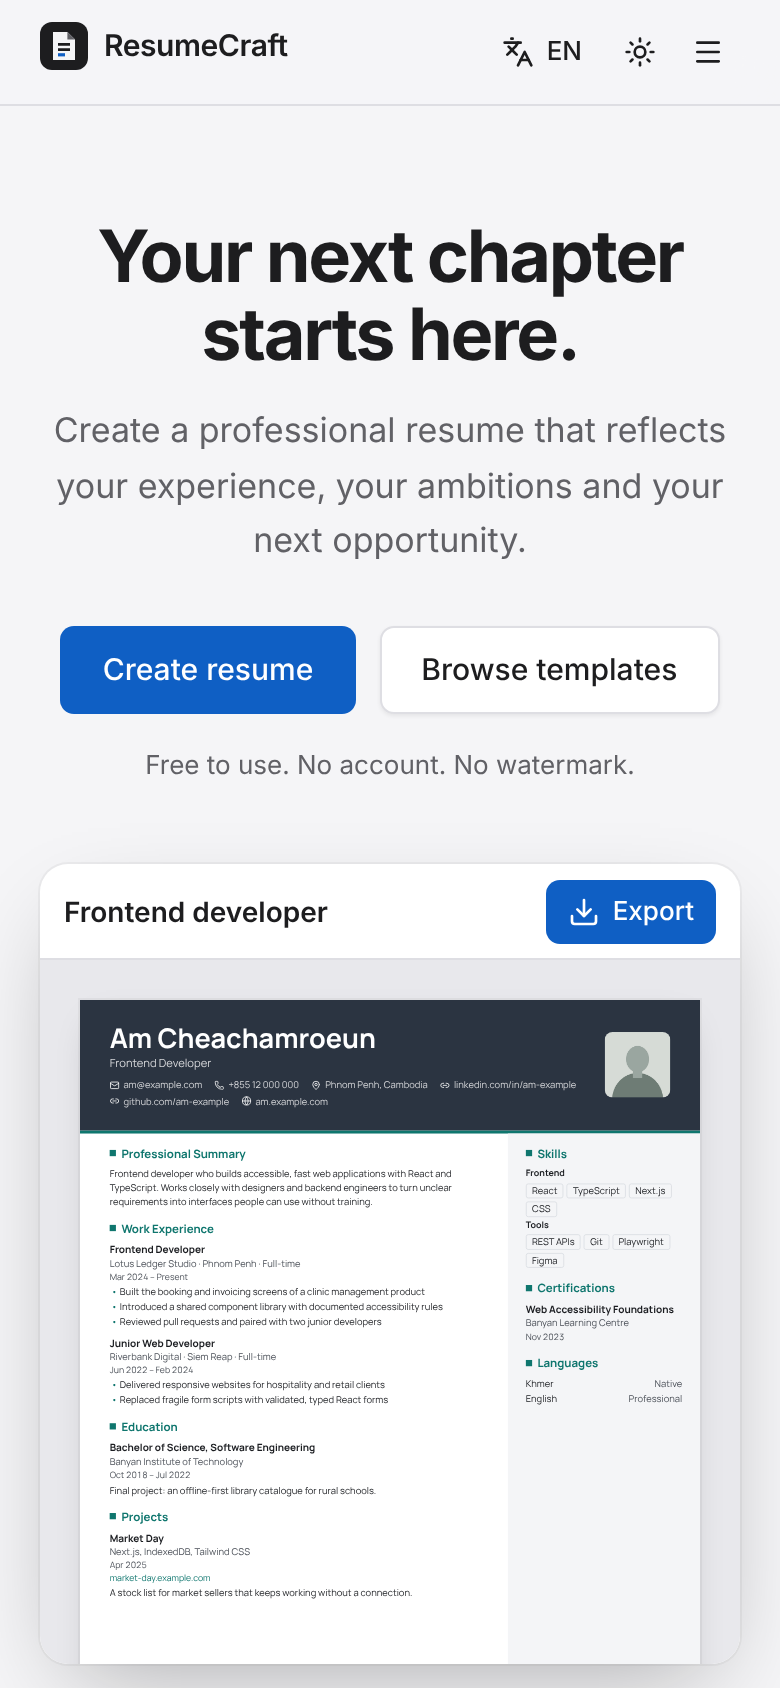 ResumeCraft
EN
Your next chapter
starts here.
Create a professional resume that reflects
your experience, your ambitions and your
next opportunity.
Create resume
Browse templates
Free to use. No account. No watermark.
Frontend developer
Export
Am Cheachamroeun
Frontend Developer
am@example.com +855 12 000 000 Phnom Penh, Cambodia linkedin.com/in/am-example
github.com/am-example am.example.com
Professional Summary
Frontend developer who builds accessible, fast web applications with React and
TypeScript. Works closely with designers and backend engineers to turn unclear
requirements into interfaces people can use without training.
Work Experience
Frontend Developer
Lotus Ledger Studio · Phnom Penh · Full-time
Mar 2024 – Present
• Built the booking and invoicing screens of a clinic management product
• Introduced a shared component library with documented accessibility rules
• Reviewed pull requests and paired with two junior developers
Junior Web Developer
Riverbank Digital · Siem Reap · Full-time
Jun 2022 – Feb 2024
• Delivered responsive websites for hospitality and retail clients
• Replaced fragile form scripts with validated, typed React forms
Education
Bachelor of Science, Software Engineering
Banyan Institute of Technology
Oct 2018 – Jul 2022
Final project: an offline-first library catalogue for rural schools.
Projects
Market Day
Next.js, IndexedDB, Tailwind CSS
Apr 2025
market-day.example.com
A stock list for market sellers that keeps working without a connection.
Skills
Frontend
React TypeScript Next.js
CSS
Tools
REST APIs Git Playwright
Figma
Certifications
Web Accessibility Foundations
Banyan Learning Centre
Nov 2023
Languages
Khmer Native
English Professional